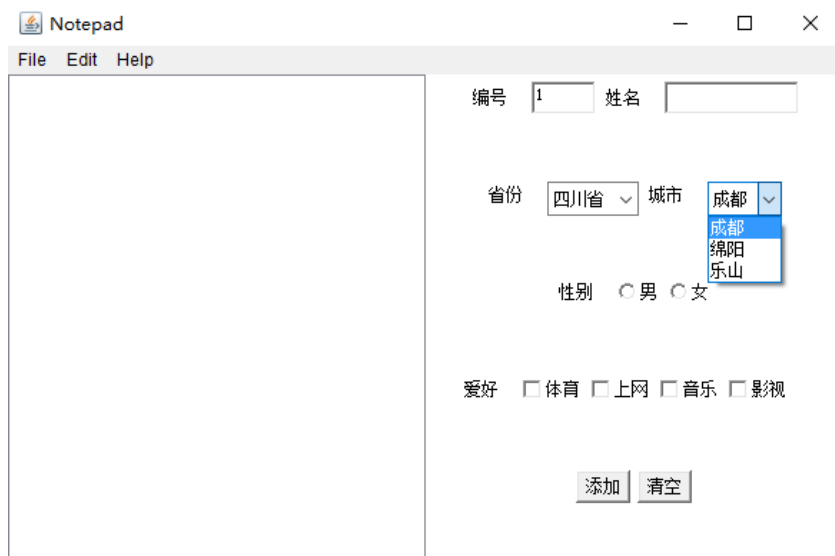 Notepad
File Edit Help
编号 1 姓名
省份 四川省 城市 成都
成都
绵阳
乐山
性别 男 女
爱好 体育 上网 音乐 影视
添加 清空